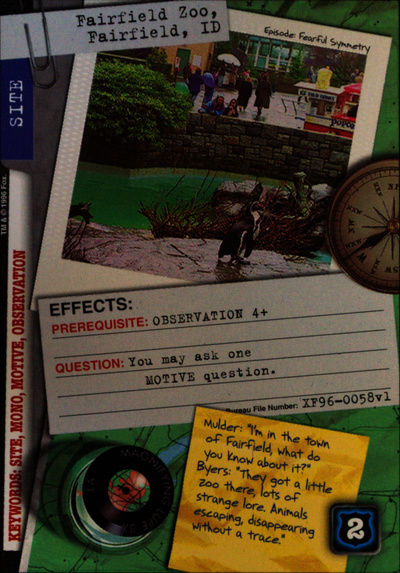 Fairfield Zoo,
Fairfield, ID
Episode: Fearful Symmetry
SITE
ICE CREAM
POPCO
TM & © 1996 Fox.
KEYWORDS: SITE, MONO, MOTIVE, OBSERVATION
EFFECTS:
PREREQUISITE: OBSERVATION 4+
QUESTION: You may ask one
MOTIVE question.
Bureau File Number: XF96-0058v1
Mulder: "I'm in the town
of Fairfield, what do
you know about it?"
Byers: "They got a little
zoo there, lots of
strange lore. Animals
escaping, disappearing
without a trace."
2